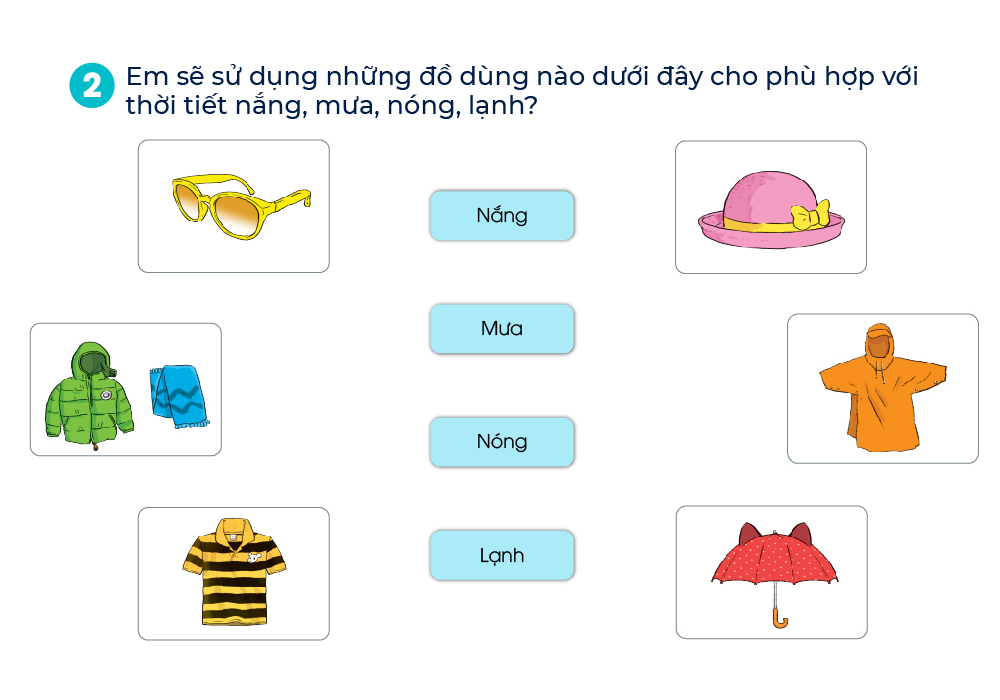 2
Em sẽ sử dụng những đồ dùng nào dưới đây cho phù hợp với
thời tiết nắng, mưa, nóng, lạnh?
Nắng
Mưa
Nóng
Lạnh